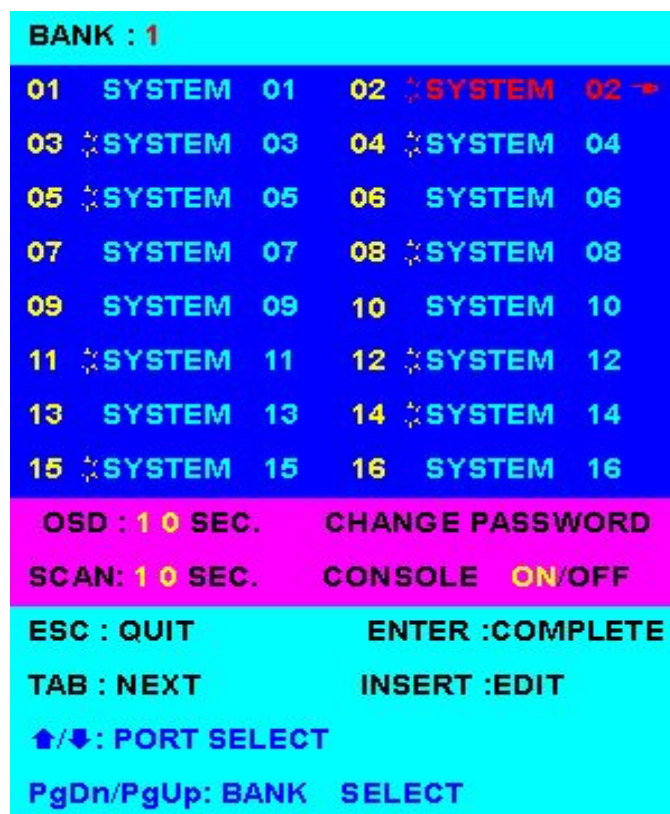 BANK : 1
01 SYSTEM 01 02 SYSTEM 02
03 SYSTEM 03 04 SYSTEM 04
05 SYSTEM 05 06 SYSTEM 06
07 SYSTEM 07 08 SYSTEM 08
09 SYSTEM 09 10 SYSTEM 10
11 SYSTEM 11 12 SYSTEM 12
13 SYSTEM 13 14 SYSTEM 14
15 SYSTEM 15 16 SYSTEM 16
OSD : 1 0 SEC. CHANGE PASSWORD
SCAN: 1 0 SEC. CONSOLE ON/OFF
ESC : QUIT ENTER :COMPLETE
TAB : NEXT INSERT :EDIT
⬆/⬇: PORT SELECT
PgDn/PgUp: BANK SELECT